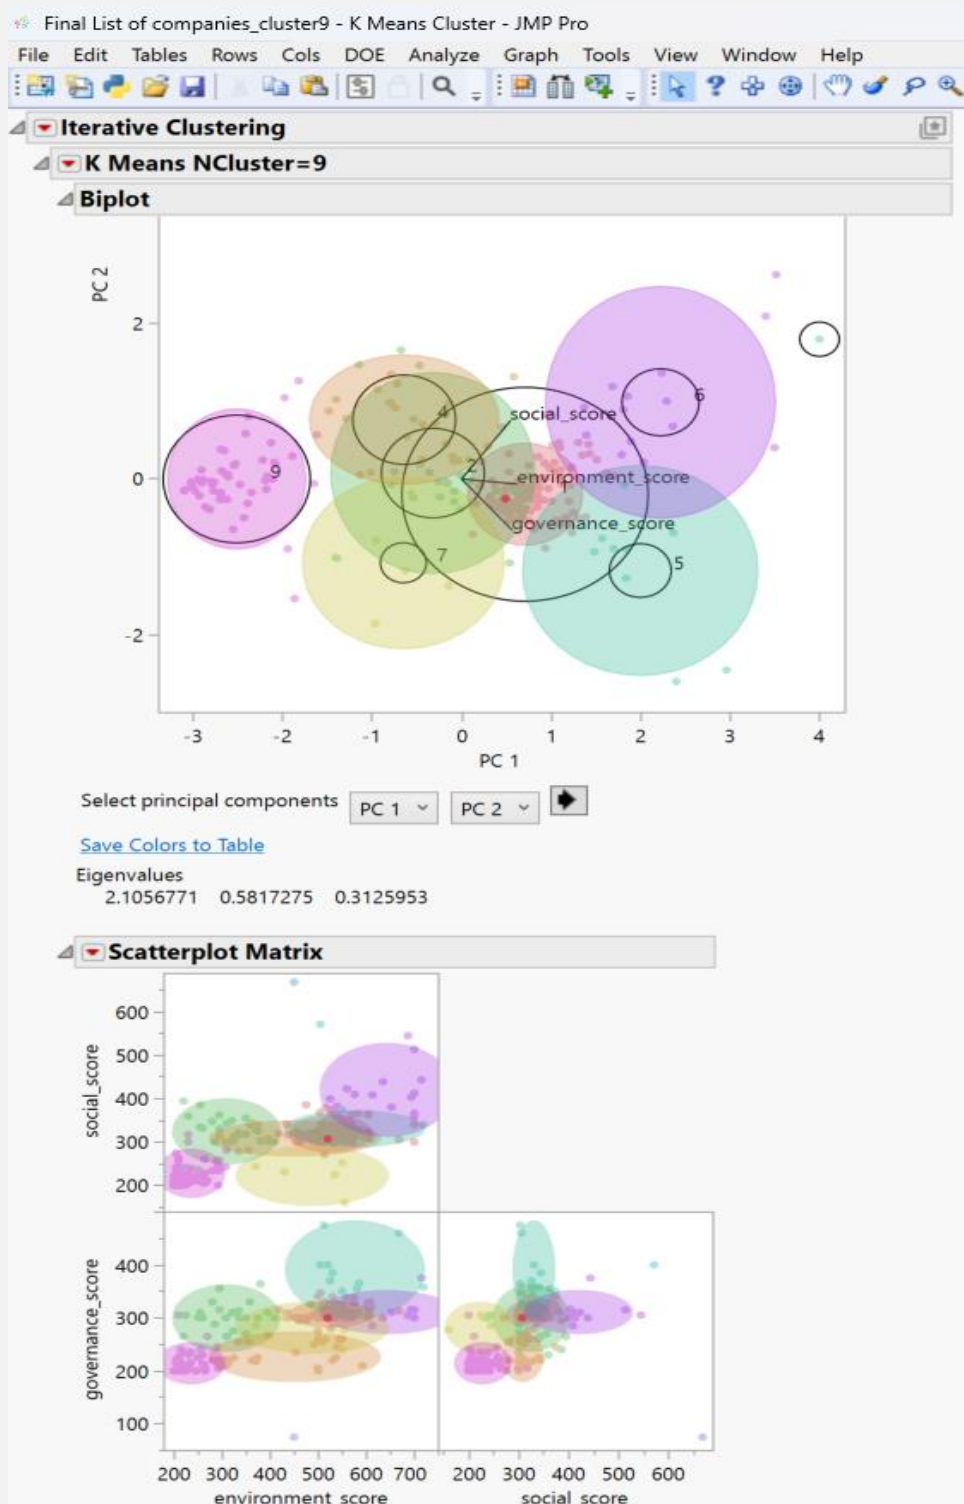 Final List of companies_cluster9 - K Means Cluster - JMP Pro
File Edit Tables Rows Cols DOE Analyze Graph Tools View Window Help
Iterative Clustering
K Means NCluster=9
Biplot
PC 2
2
0
-2
4
6
social_score
2
9
environment_score
1
governance_score
7
5
-3 -2 -1 0 1 2 3 4
PC 1
Select principal components PC 1 PC 2
Save Colors to Table
Eigenvalues
2.1056771 0.5817275 0.3125953
Scatterplot Matrix
social_score
600
500
400
300
200
governance_score
400
300
200
100
200 300 400 500 600 700 200 300 400 500 600
environment_score social_score